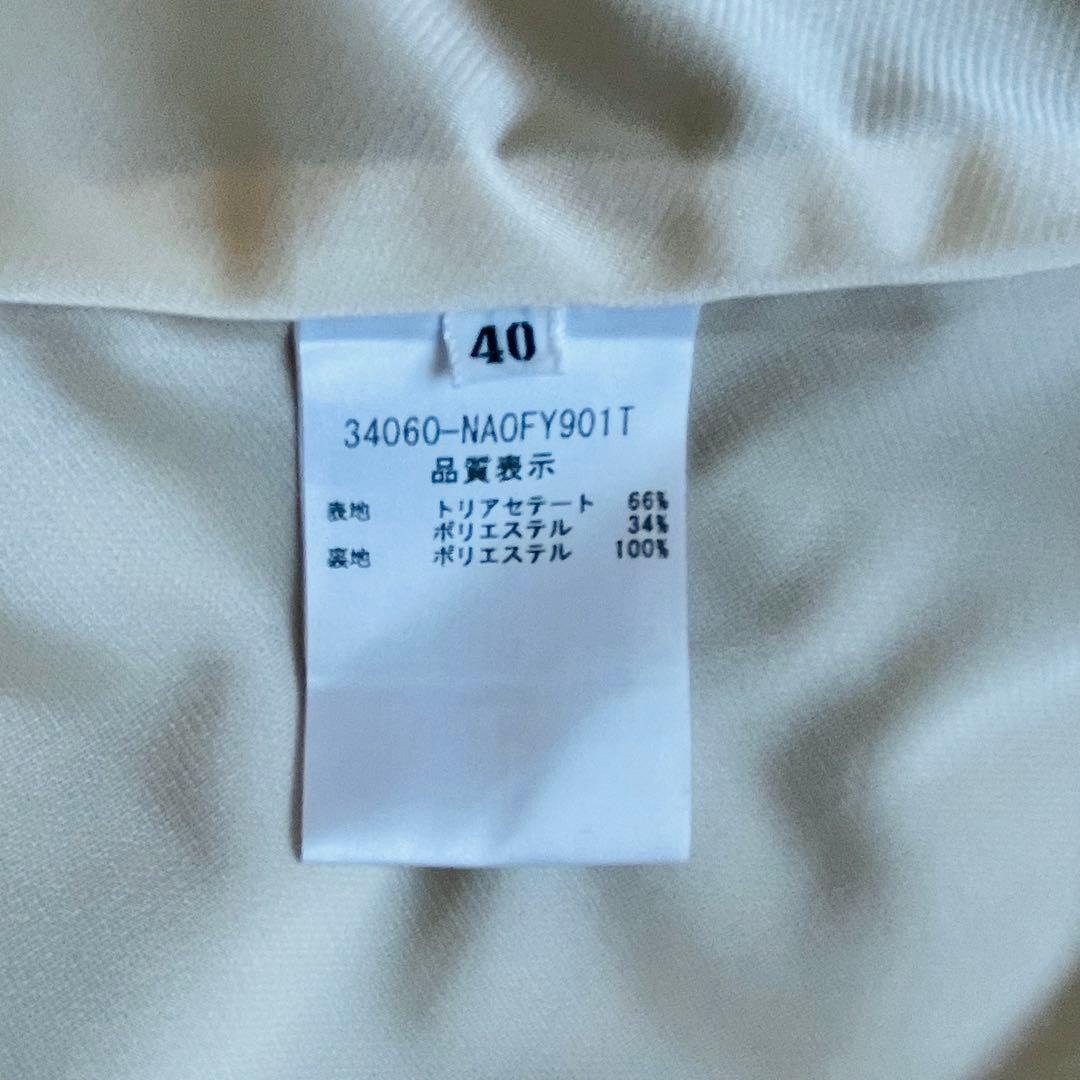 40
34060-NAOFY901T
品質表示
表地 トリアセテート 66%
ポリエステル 34%
裏地 ポリエステル 100%